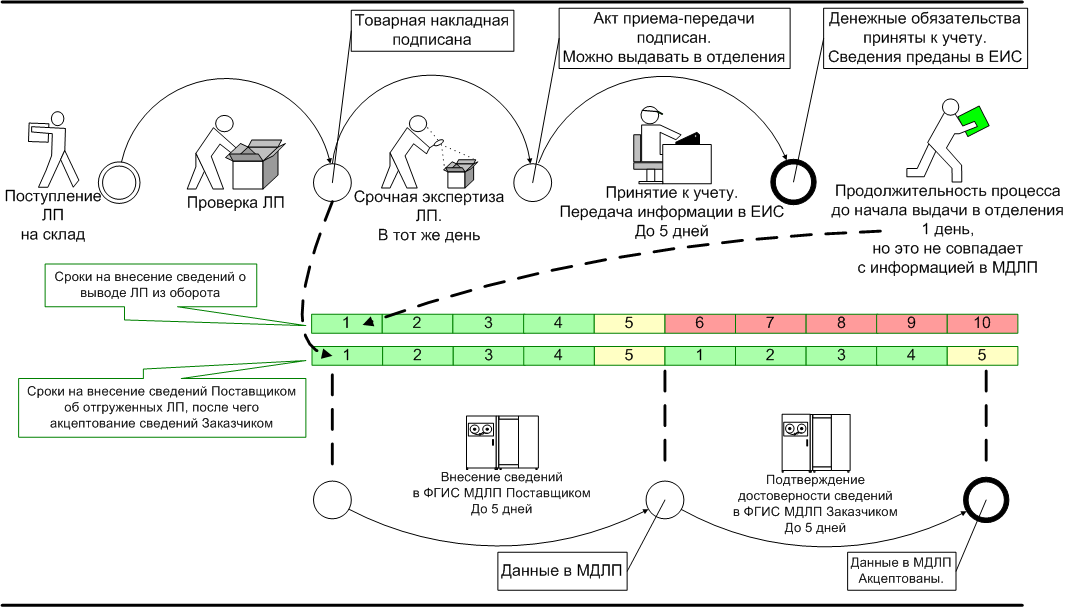 Товарная накладная
подписана
Акт приема-передачи
подписан.
Можно выдавать в отделения
Денежные обязательства
приняты к учету.
Сведения преданы в ЕИС
Поступление
ЛП
на склад
Проверка ЛП
Срочная экспертиза
ЛП.
В тот же день
Принятие к учету.
Передача информации в ЕИС
До 5 дней
Продолжительность процесса
до начала выдачи в отделения
1 день,
но это не совпадает
с информацией в МДЛП
Сроки на внесение сведений о
выводе ЛП из оборота
1 2 3 4 5 6 7 8 9 10
1 2 3 4 5 1 2 3 4 5
Сроки на внесение сведений Поставщиком
об отгруженных ЛП, после чего
акцептование сведений Заказчиком
Внесение сведений
в ФГИС МДЛП Поставщиком
До 5 дней
Подтверждение
достоверности сведений
в ФГИС МДЛП Заказчиком
До 5 дней
Данные в МДЛП
Данные в МДЛП
Акцептованы.